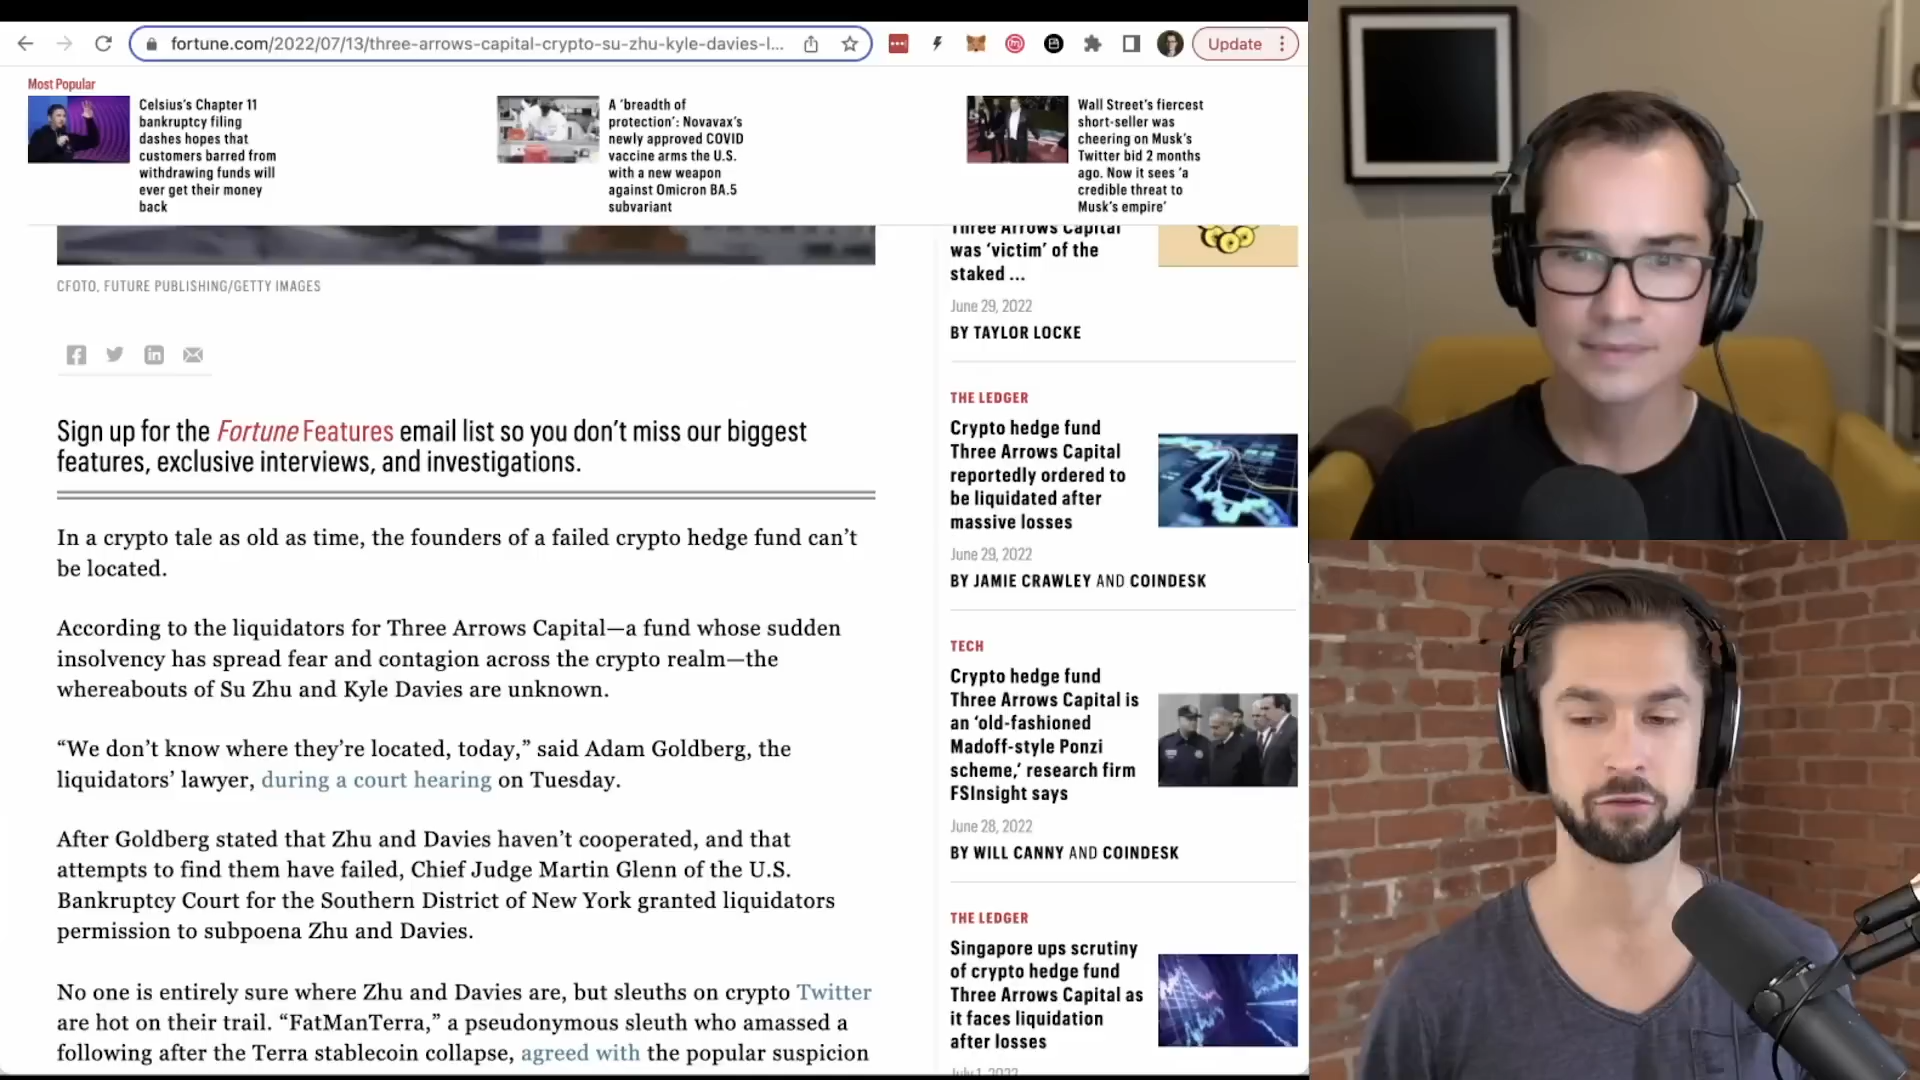 fortune.com/2022/07/13/three-arrows-capital-crypto-su-zhu-kyle-davies-l...
Update
Most Popular
Celsius’s Chapter 11
bankruptcy filing
dashes hopes that
customers barred from
withdrawing funds will
ever get their money
back
A ‘breadth of
protection’: Novavax’s
newly approved COVID
vaccine arms the U.S.
with a new weapon
against Omicron BA.5
subvariant
Wall Street’s fiercest
short-seller was
cheering on Musk’s
Twitter bid 2 months
ago. Now it sees ‘a
credible threat to
Musk’s empire’
CFOTO, FUTURE PUBLISHING/GETTY IMAGES
Sign up for the Fortune Features email list so you don’t miss our biggest
features, exclusive interviews, and investigations.
In a crypto tale as old as time, the founders of a failed crypto hedge fund can’t
be located.
According to the liquidators for Three Arrows Capital—a fund whose sudden
insolvency has spread fear and contagion across the crypto realm—the
whereabouts of Su Zhu and Kyle Davies are unknown.
“We don’t know where they’re located, today,” said Adam Goldberg, the
liquidators’ lawyer, during a court hearing on Tuesday.
After Goldberg stated that Zhu and Davies haven’t cooperated, and that
attempts to find them have failed, Chief Judge Martin Glenn of the U.S.
Bankruptcy Court for the Southern District of New York granted liquidators
permission to subpoena Zhu and Davies.
No one is entirely sure where Zhu and Davies are, but sleuths on crypto Twitter
are hot on their trail. “FatManTerra,” a pseudonymous sleuth who amassed a
following after the Terra stablecoin collapse, agreed with the popular suspicion
Three Arrows Capital
was ‘victim’ of the
staked ...
June 29, 2022
BY TAYLOR LOCKE
THE LEDGER
Crypto hedge fund
Three Arrows Capital
reportedly ordered to
be liquidated after
massive losses
June 29, 2022
BY JAMIE CRAWLEY AND COINDESK
TECH
Crypto hedge fund
Three Arrows Capital is
an ‘old-fashioned
Madoff-style Ponzi
scheme,’ research firm
FSInsight says
June 28, 2022
BY WILL CANNY AND COINDESK
THE LEDGER
Singapore ups scrutiny
of crypto hedge fund
Three Arrows Capital as
it faces liquidation
after losses
July 1, 2022